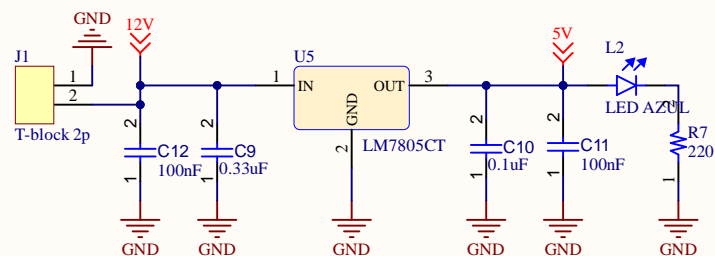 GND
12V
5V
J1
U5
L2
1
2
1
IN
OUT
3
GND
2
T-block 2p
LM7805CT
LED AZUL
2
C12
100nF
1
2
C9
0.33uF
1
2
C10
0.1uF
1
2
C11
100nF
1
2
R7
220
1
GND
GND
GND
GND
GND
GND